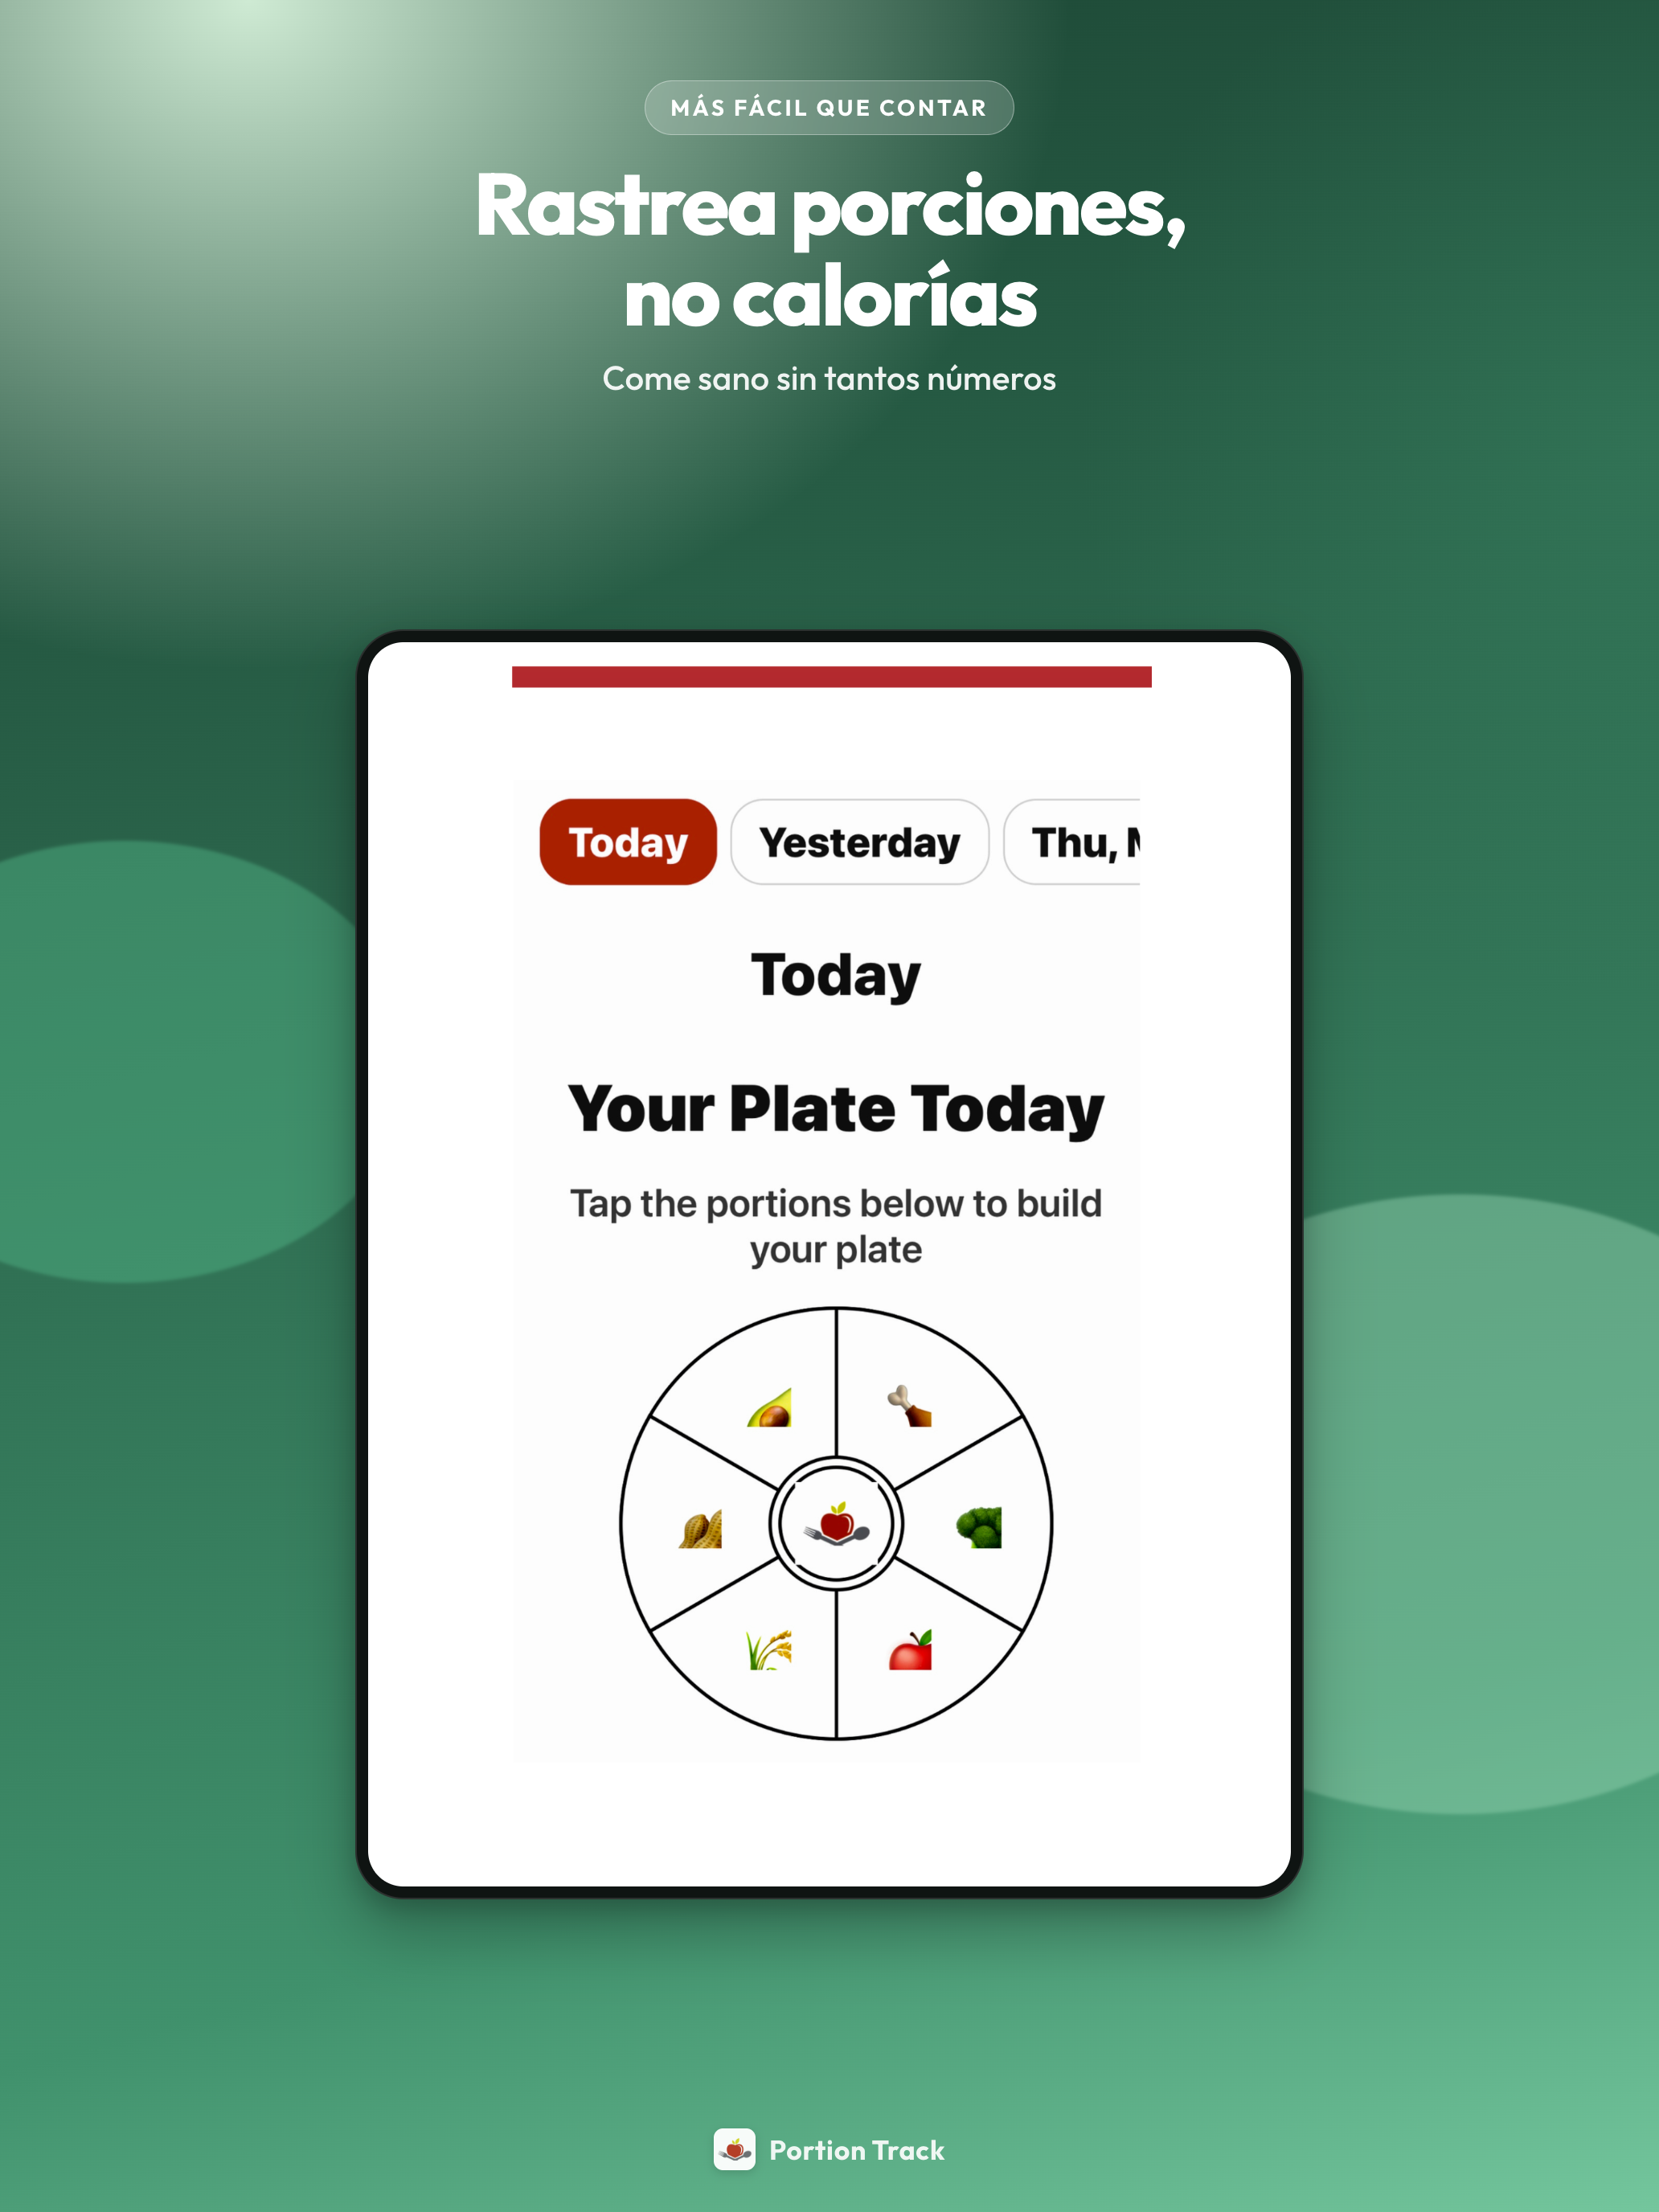 MÁS FÁCIL QUE CONTAR
Rastrea porciones,
no calorías
Come sano sin tantos números
Today
Yesterday
Thu,
Today
Your Plate Today
Tap the portions below to build
your plate
Portion Track